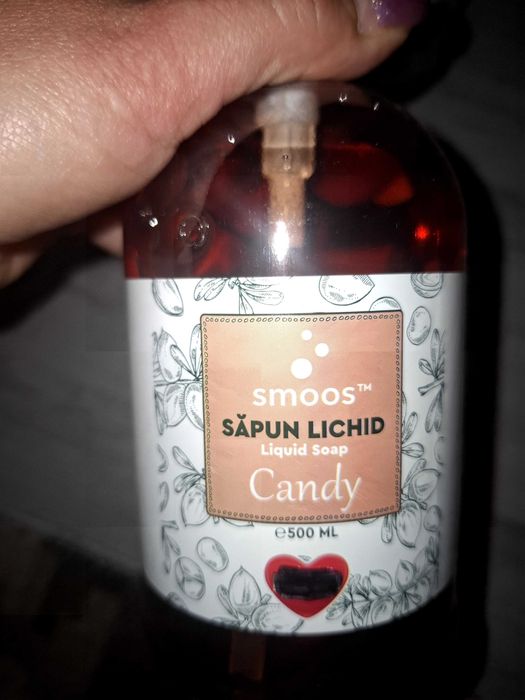 smoos™
SĂPUN LICHID
Liquid Soap
Candy
℮500 ML